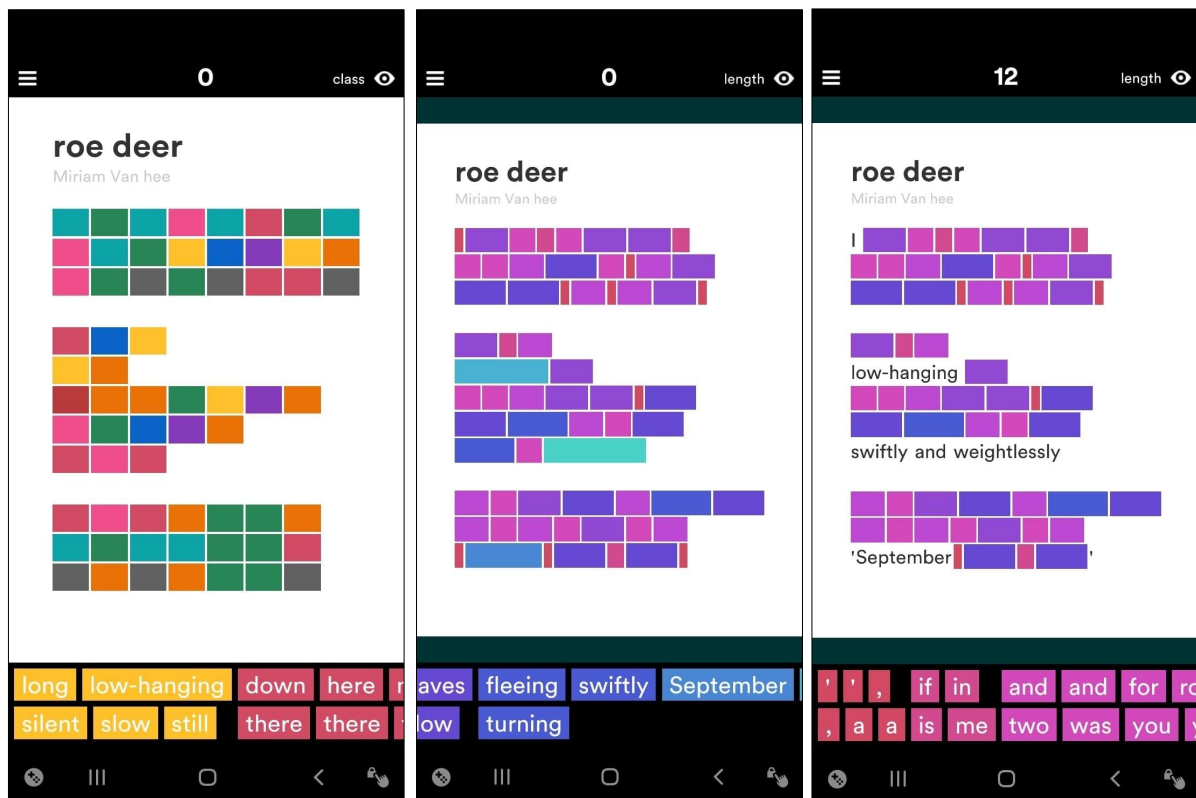 0 class
roe deer
Miriam Van hee
long low-hanging down here
silent slow still there there
0 length
roe deer
Miriam Van hee
aves fleeing swiftly September
low turning
12 length
roe deer
Miriam Van hee
I
low-hanging
swiftly and weightlessly
'September '
' ' , if in and and for ro
, a a is me two was you y